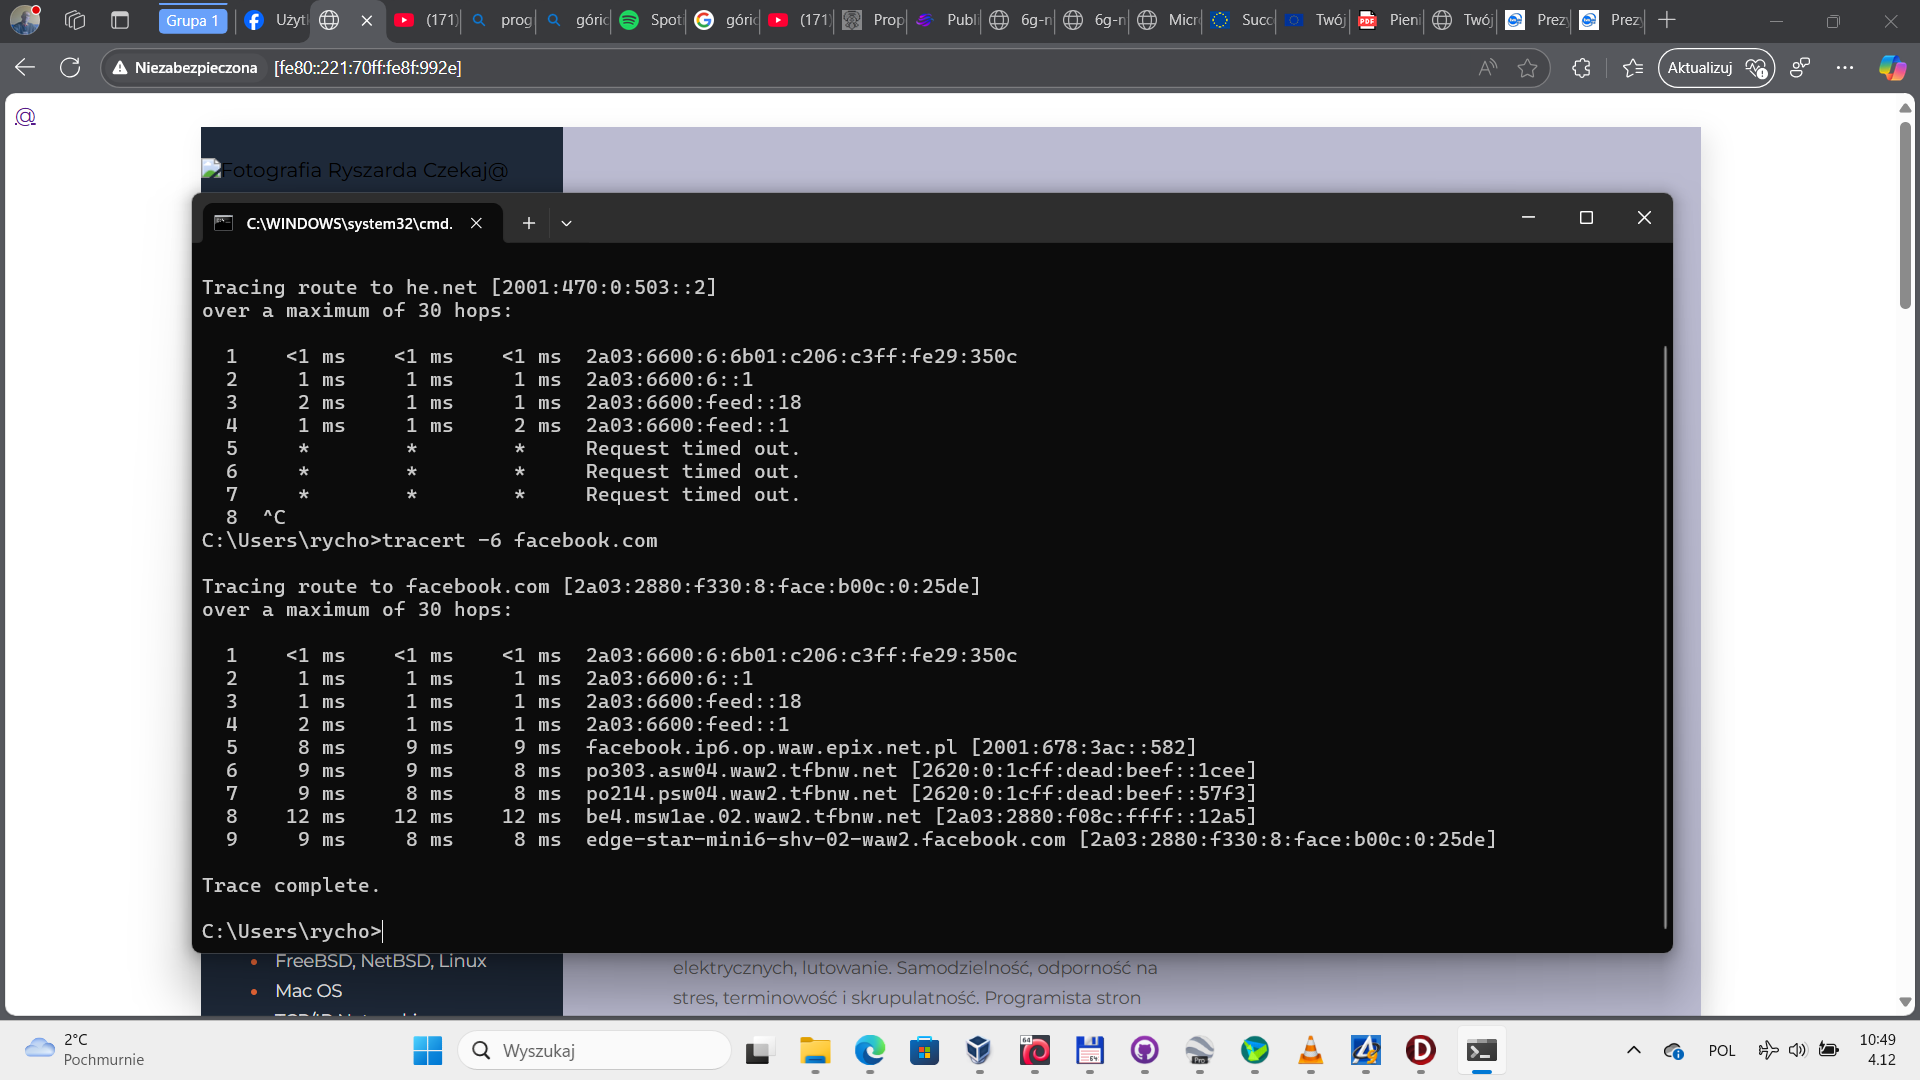 Grupa 1
Użytk
(171)
prog
góric
Spot
góric
(171)
Prop
Publi
6g-n
6g-n
Micr
Succ
Twój
Pieni
Twój
Prezy
Prezy
Niezabezpieczona
[fe80::221:70ff:fe8f:992e]
Aktualizuj
@
Fotografia Ryszarda Czekaj@
C:\WINDOWS\system32\cmd.
Tracing route to he.net [2001:470:0:503::2]
over a maximum of 30 hops:
1 <1 ms <1 ms <1 ms 2a03:6600:6:6b01:c206:c3ff:fe29:350c
2 1 ms 1 ms 1 ms 2a03:6600:6::1
3 2 ms 1 ms 1 ms 2a03:6600:feed::18
4 1 ms 1 ms 2 ms 2a03:6600:feed::1
5 * * * Request timed out.
6 * * * Request timed out.
7 * * * Request timed out.
8 ^C
C:\Users\rycho>tracert -6 facebook.com
Tracing route to facebook.com [2a03:2880:f330:8:face:b00c:0:25de]
over a maximum of 30 hops:
1 <1 ms <1 ms <1 ms 2a03:6600:6:6b01:c206:c3ff:fe29:350c
2 1 ms 1 ms 1 ms 2a03:6600:6::1
3 1 ms 1 ms 1 ms 2a03:6600:feed::18
4 2 ms 1 ms 1 ms 2a03:6600:feed::1
5 8 ms 9 ms 9 ms facebook.ip6.op.waw.epix.net.pl [2001:678:3ac::582]
6 9 ms 9 ms 8 ms po303.asw04.waw2.tfbnw.net [2620:0:1cff:dead:beef::1cee]
7 9 ms 8 ms 8 ms po214.psw04.waw2.tfbnw.net [2620:0:1cff:dead:beef::57f3]
8 12 ms 12 ms 12 ms be4.msw1ae.02.waw2.tfbnw.net [2a03:2880:f08c:ffff::12a5]
9 9 ms 8 ms 8 ms edge-star-mini6-shv-02-waw2.facebook.com [2a03:2880:f330:8:face:b00c:0:25de]
Trace complete.
C:\Users\rycho>
FreeBSD, NetBSD, Linux
Mac OS
elektrycznych, lutowanie. Samodzielność, odporność na
stres, terminowość i skrupulatność. Programista stron
2°C
Pochmurnie
Wyszukaj
POL
10:49
4.12